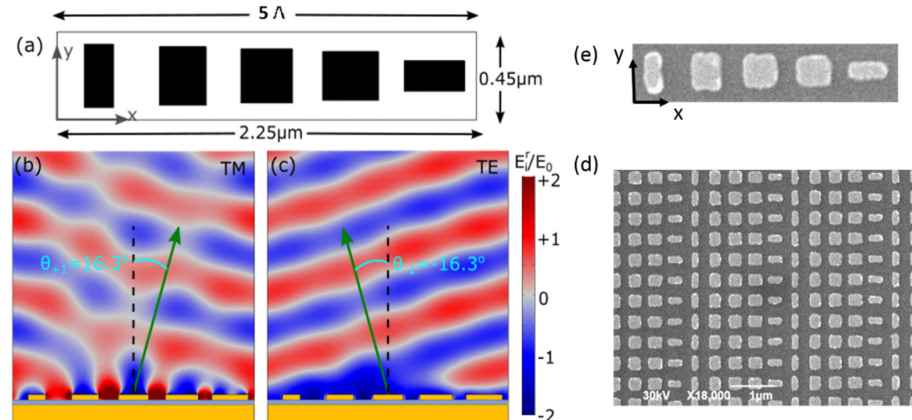 5 Λ
(a)
y
x
0.45μm
2.25μm
(b)
TM
θ+1=16.3°
(c)
TE
θ-1=-16.3°
E_i^r/E_0
+2
+1
0
-1
-2
(e)
y
x
(d)
30kV X18,000 1μm